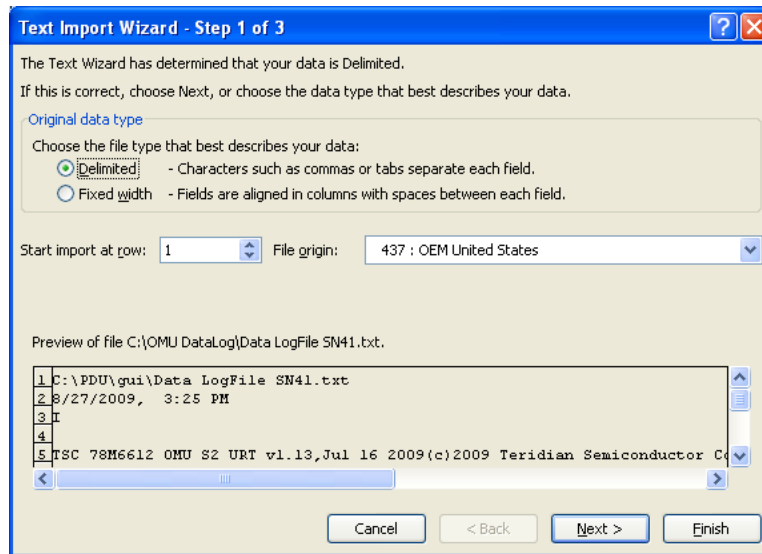 Text Import Wizard - Step 1 of 3
The Text Wizard has determined that your data is Delimited.
If this is correct, choose Next, or choose the data type that best describes your data.
Original data type
Choose the file type that best describes your data:
Delimited - Characters such as commas or tabs separate each field.
Fixed width - Fields are aligned in columns with spaces between each field.
Start import at row: 1 File origin: 437 : OEM United States
Preview of file C:\OMU DataLog\Data LogFile SN41.txt.
1 C:\PDU\gui\Data LogFile SN41.txt
2 8/27/2009,  3:25 PM
3 I
4
5 TSC 78M6612 OMU S2 URT v1.13,Jul 16 2009(c)2009 Teridian Semiconductor Co
Cancel < Back Next > Finish